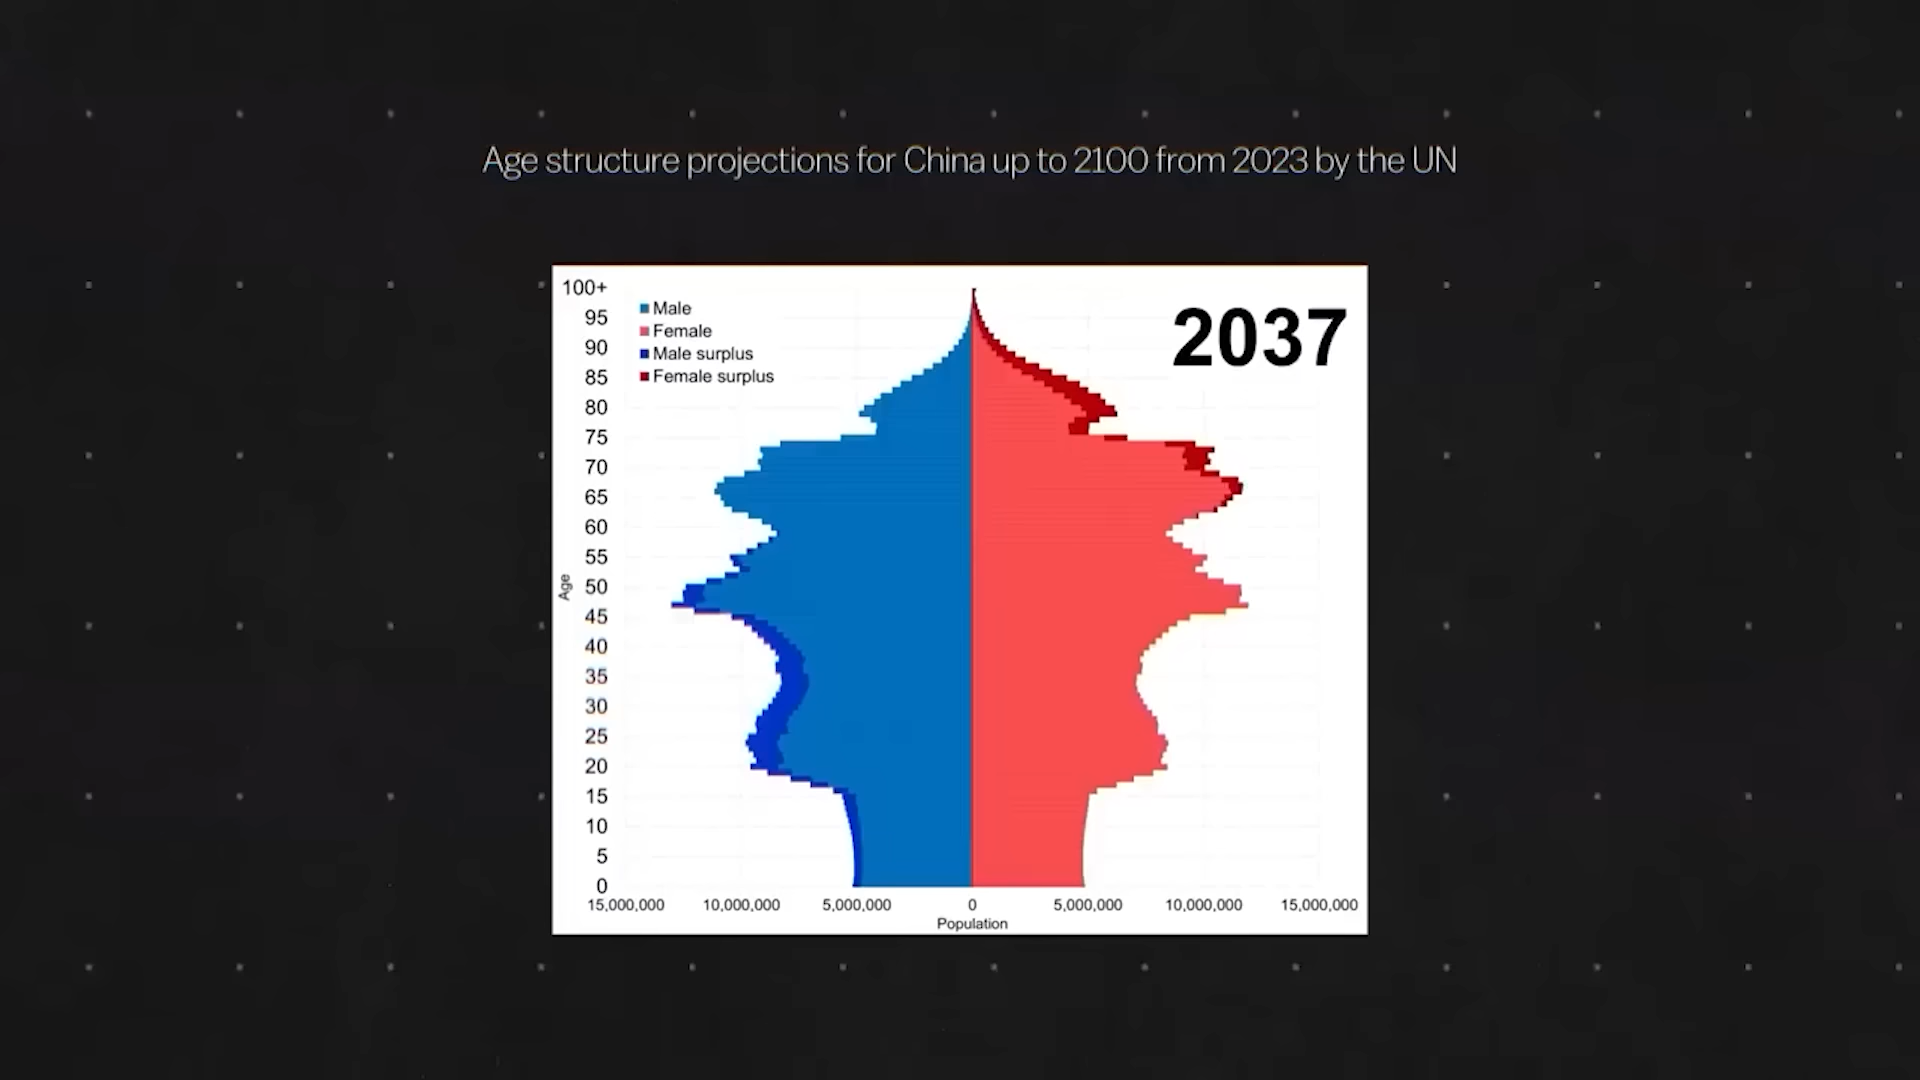 Age structure projections for China up to 2100 from 2023 by the UN
100+
Male
2037
95
Female
90
Male surplus
85
Female surplus
80
75
70
65
60
55
50
Age
45
40
35
30
25
20
15
10
5
0
15,000,000 10,000,000 5,000,000 0 5,000,000 10,000,000 15,000,000
Population